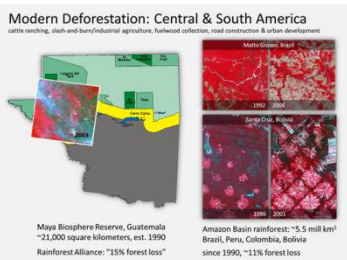 Modern Deforestation: Central & South America
cattle ranching, slash-and-burn/industrial agriculture, fuelwood collection, road construction & urban development
Matto Grosso, Brazil
1992 2006
2003
Santa Cruz, Bolivia
1986 2001
Maya Biosphere Reserve, Guatemala
~21,000 square kilometers, est. 1990
Rainforest Alliance: "15% forest loss"
Amazon Basin rainforest: ~5.5 mill km²
Brazil, Peru, Colombia, Bolivia
since 1990, ~11% forest loss